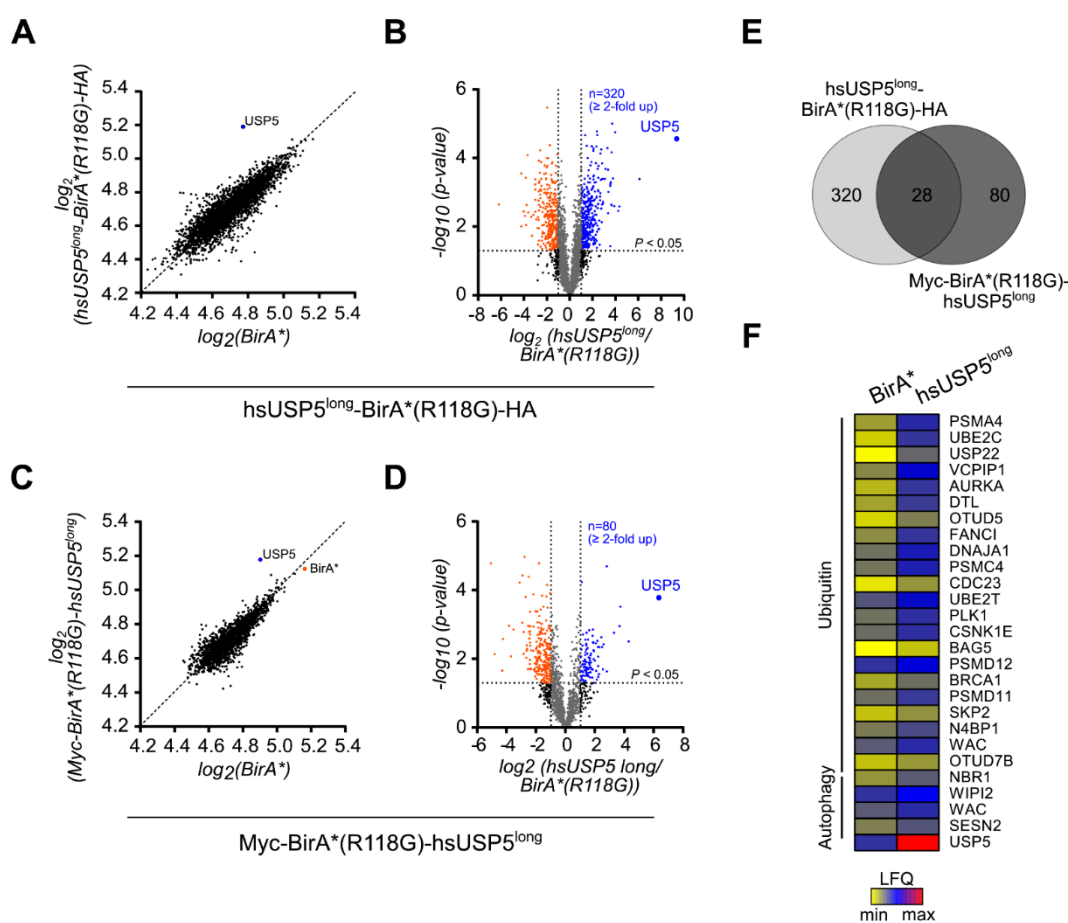 A
log2
(hsUSP5long-BirA*(R118G)-HA)
5.4
5.2
5.0
4.8
4.6
4.4
4.2
USP5
4.2 4.4 4.6 4.8 5.0 5.2 5.4
log2(BirA*)
B
-log10 (p-value)
6
4
2
0
n=320
(≥ 2-fold up)
USP5
P < 0.05
-8 -6 -4 -2 0 2 4 6 8 10
log2 (hsUSP5long/
BirA*(R118G))
hsUSP5long-BirA*(R118G)-HA
C
log2
(Myc-BirA*(R118G)-hsUSP5long)
5.4
5.2
5.0
4.8
4.6
4.4
4.2
USP5
BirA*
4.2 4.4 4.6 4.8 5.0 5.2 5.4
log2(BirA*)
D
-log10 (p-value)
6
4
2
0
n=80
(≥ 2-fold up)
USP5
P < 0.05
-6 -4 -2 0 2 4 6 8
log2 (hsUSP5 long/
BirA*(R118G))
Myc-BirA*(R118G)-hsUSP5long
E
hsUSP5long-
BirA*(R118G)-HA
320 28 80
Myc-BirA*(R118G)-
hsUSP5long
F
BirA* hsUSP5long
Ubiquitin
PSMA4
UBE2C
USP22
VCPIP1
AURKA
DTL
OTUD5
FANCI
DNAJA1
PSMC4
CDC23
UBE2T
PLK1
CSNK1E
BAG5
PSMD12
BRCA1
PSMD11
SKP2
N4BP1
WAC
OTUD7B
Autophagy
NBR1
WIPI2
WAC
SESN2
USP5
LFQ
min max